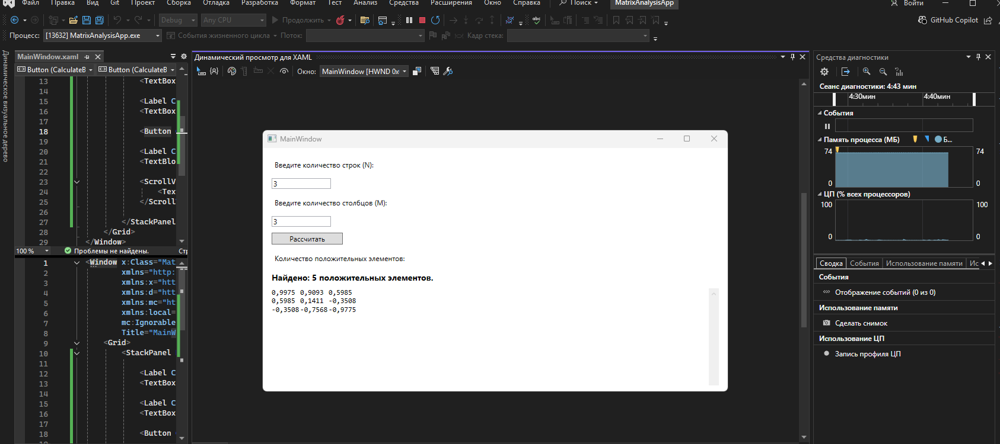 Файл Правка Вид Git Проект Сборка Отладка Разработка Формат Тест Анализ Средства Расширения Окно Справка Поиск MatrixAnalysisApp Войти
Debug Any CPU Продолжить GitHub Copilot
Процесс: [13632] MatrixAnalysisApp.exe События жизненного цикла Поток: Кадр стека:
Динамическое визуальное дерево
MainWindow.xaml
Button (CalculateB Button (CalculateB
13 <TextBox
14
15 <Label C
16 <TextBox
17
18 <Button
19
20 <Label C
21 <TextBlo
22
23 <ScrollV
24 <Tex
25 </Scroll
26
27 </StackPanel
28 </Grid>
29 </Window>
100 % Проблемы не найдены. Стр
1 <Window x:Class="Mat
2 xmlns="http:
3 xmlns:x="htt
4 xmlns:d="htt
5 xmlns:mc="ht
6 xmlns:local=
7 mc:Ignorable
8 Title="MainW
9 <Grid>
10 <StackPanel
11
12 <Label C
13 <TextBox
14
15 <Label C
16 <TextBox
17
18 <Button
Динамический просмотр для XAML
Окно: MainWindow [HWND 0x
MainWindow
Введите количество строк (N):
3
Введите количество столбцов (M):
3
Рассчитать
Количество положительных элементов:
Найдено: 5 положительных элементов.
0,9975 0,9093 0,5985
0,5985 0,1411 -0,3508
-0,3508 -0,7568 -0,9775
Средства диагностики
Сеанс диагностики: 4:43 мин
4:30мин 4:40мин
События
Память процесса (МБ) Б...
74 74
0 0
ЦП (% всех процессоров)
100 100
0 0
Сводка События Использование памяти Ис
События
Отображение событий (0 из 0)
Использование памяти
Сделать снимок
Использование ЦП
Запись профиля ЦП